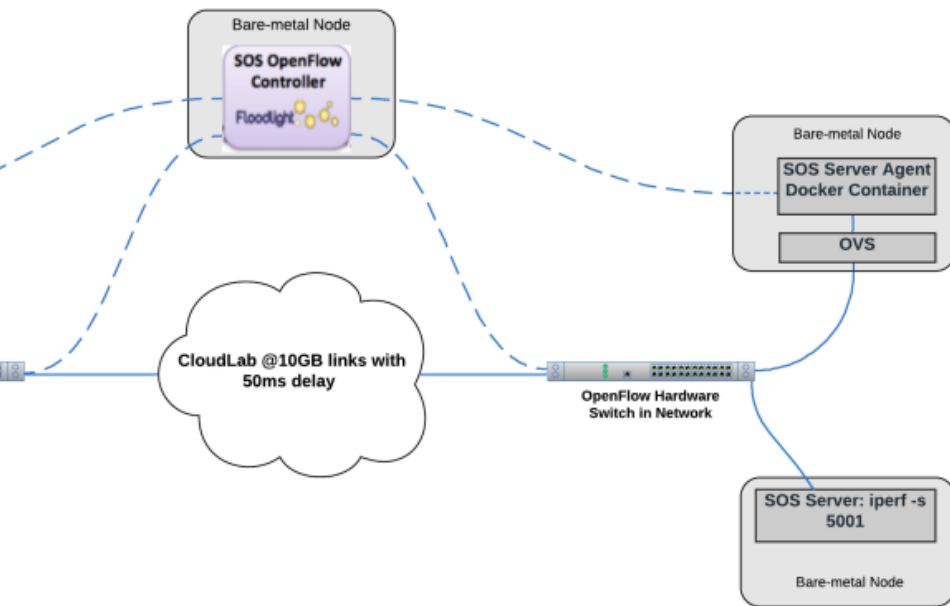 Bare-metal Node
SOS OpenFlow
Controller
Floodlight
Bare-metal Node
SOS Server Agent
Docker Container
OVS
CloudLab @10GB links with
50ms delay
OpenFlow Hardware
Switch in Network
SOS Server: iperf -s
5001
Bare-metal Node